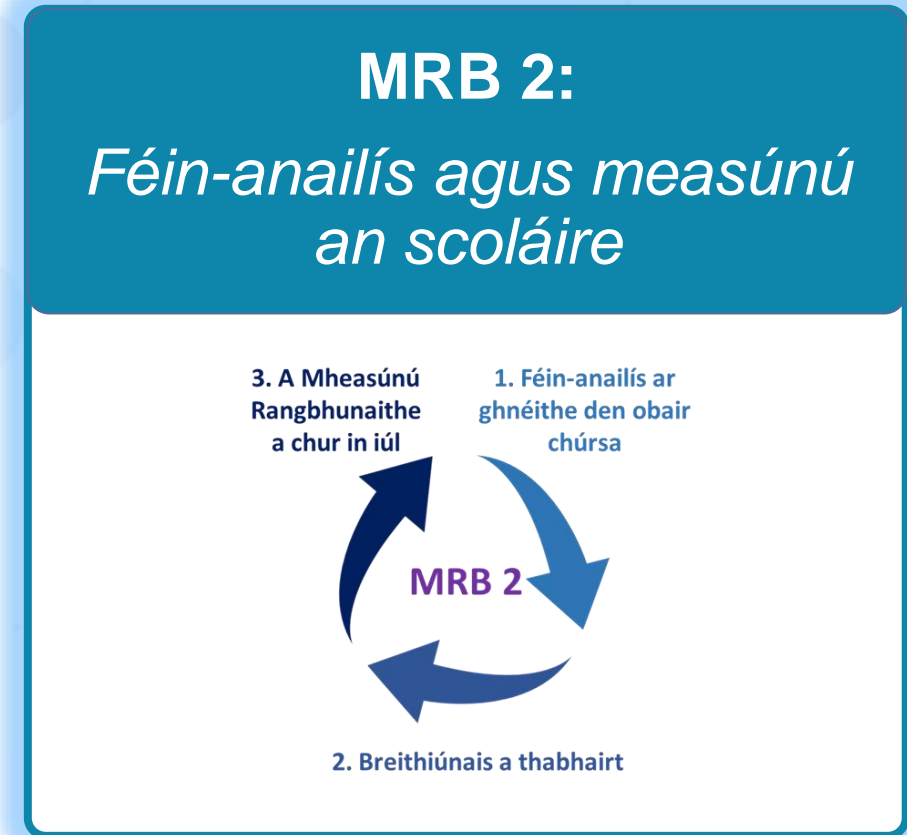 MRB 2:
Féin-anailís agus measúnú
an scoláire
3. A Mheasúnú
Rangbhunaithe
a chur in iúl
1. Féin-anailís ar
ghnéithe den obair
chúrsa
MRB 2
2. Breithiúnais a thabhairt